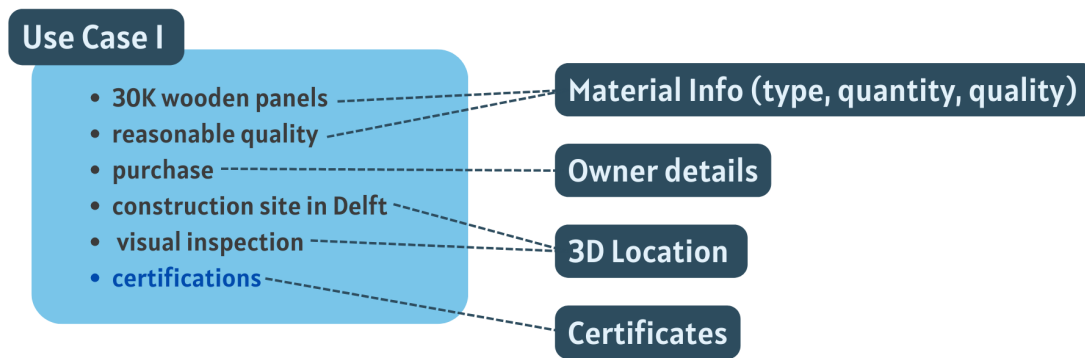 Use Case I
• 30K wooden panels
• reasonable quality
• purchase
• construction site in Delft
• visual inspection
• certifications
Material Info (type, quantity, quality)
Owner details
3D Location
Certificates